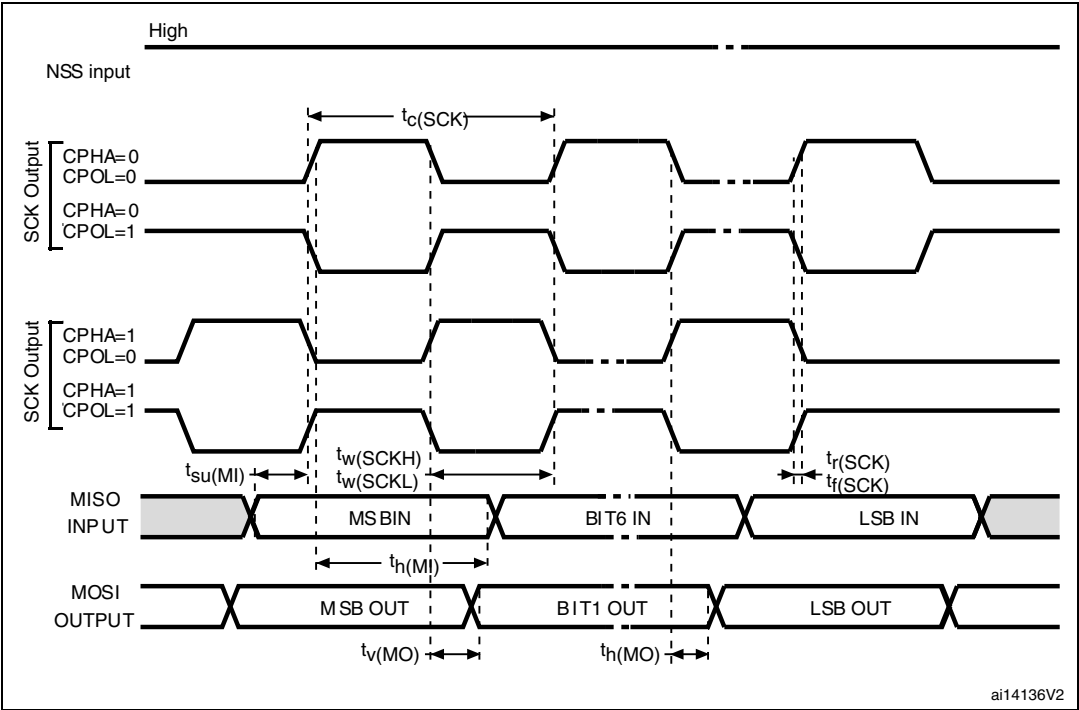 High
NSS input
tc(SCK)
SCK Output
CPHA=0
CPOL=0
CPHA=0
CPOL=1
SCK Output
CPHA=1
CPOL=0
CPHA=1
CPOL=1
tsu(MI)
tw(SCKH)
tw(SCKL)
tr(SCK)
tf(SCK)
MISO
INPUT
MSBIN
BIT6 IN
LSB IN
th(MI)
MOSI
OUTPUT
MSB OUT
BIT1 OUT
LSB OUT
tv(MO)
th(MO)
ai14136V2